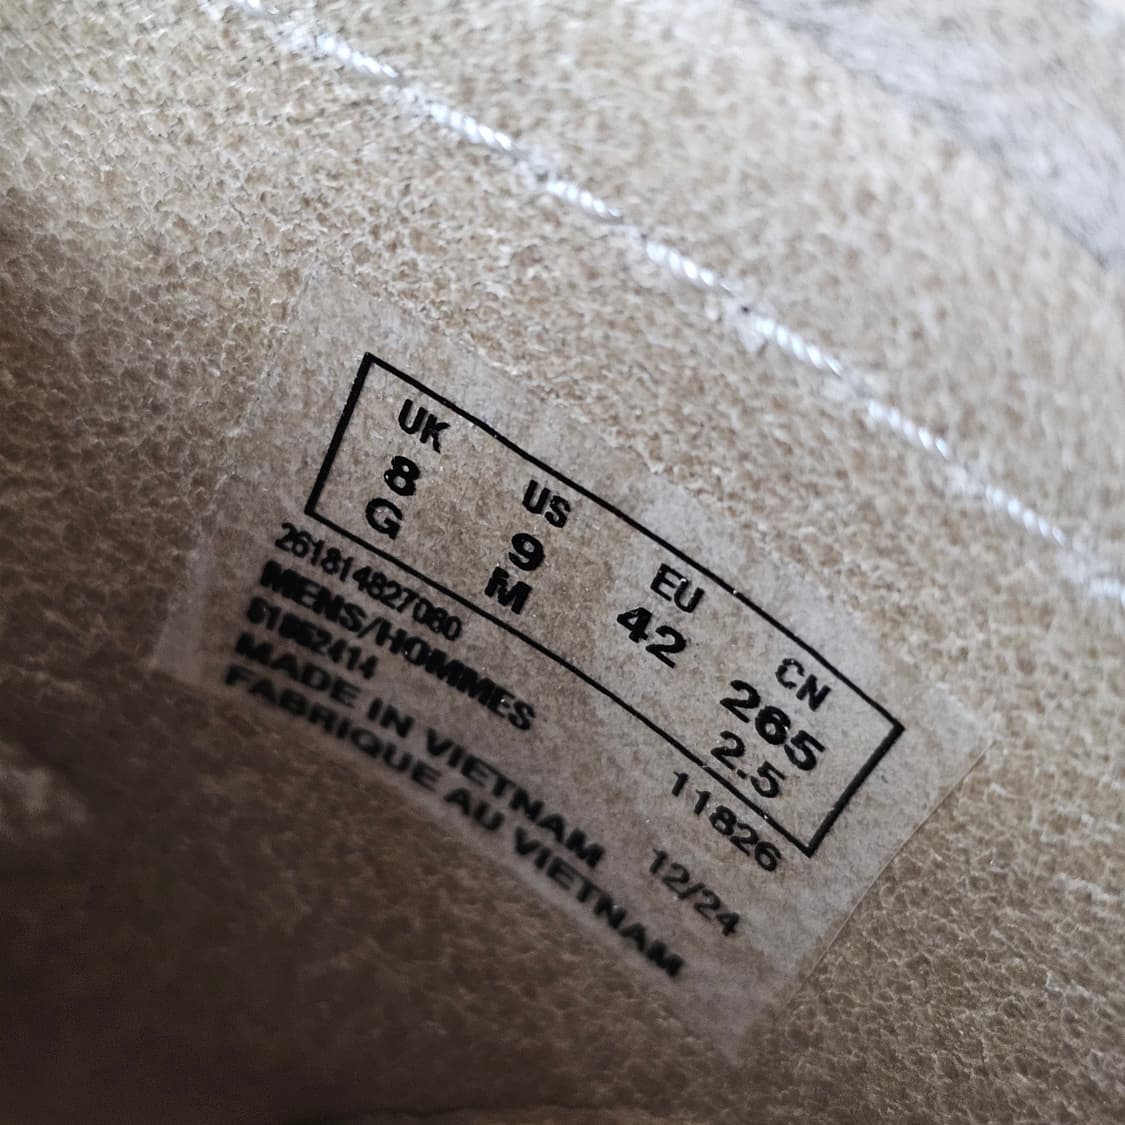 UK US EU CN
8 9 42 265
G M 2.5
261814827080 11826
MENS/HOMMES
MADE IN VIETNAM 12/24
FABRIQUE AU VIETNAM